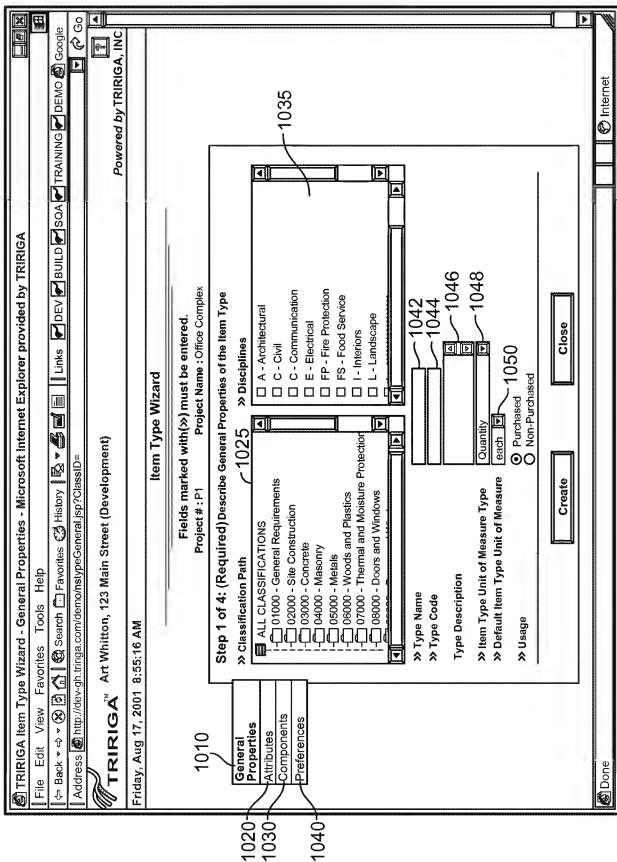 TRIRIGA Item Type Wizard - General Properties - Microsoft Internet Explorer provided by TRIRIGA
File Edit View Favorites Tools Help
Back Search Favorites History Links DEV BUILD SQA TRAINING DEMO Google
Address http://dev-gh.tririga.com/demo/nstypeGeneral.jsp?ClassID= Go
TRIRIGA™ Art Whitton, 123 Main Street (Development) ?
Friday, Aug 17, 2001 8:55:16 AM Powered by TRIRIGA, INC
Item Type Wizard
Fields marked with(») must be entered.
Project # : P1 Project Name : Office Complex
1010
General Properties
1020 Attributes
1030 Components
1040 Preferences
Step 1 of 4: (Required) Describe General Properties of the Item Type
» Classification Path 1025
ALL CLASSIFICATIONS
01000 - General Requirements
02000 - Site Construction
03000 - Concrete
04000 - Masonry
05000 - Metals
06000 - Woods and Plastics
07000 - Thermal and Moisture Protection
08000 - Doors and Windows
» Disciplines
1035
A - Architectural
C - Civil
C - Communication
E - Electrical
FP - Fire Protection
FS - Food Service
I - Interiors
L - Landscape
» Type Name 1042
» Type Code 1044
Type Description 1046
» Item Type Unit of Measure Type Quantity 1048
» Default Item Type Unit of Measure each 1050
» Usage Purchased
Non-Purchased
Create Close
Done Internet